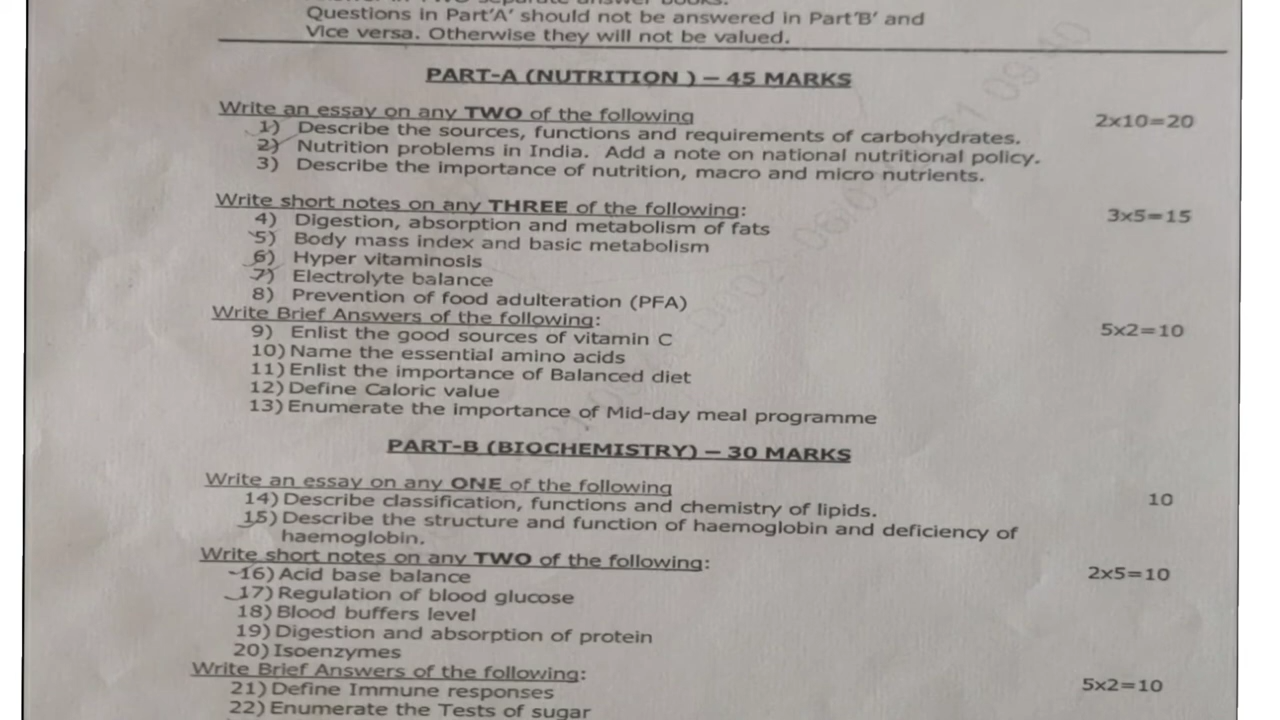 Questions in Part'A' should not be answered in Part'B' and
Vice versa. Otherwise they will not be valued.
PART-A (NUTRITION ) – 45 MARKS
Write an essay on any TWO of the following 2x10=20
1) Describe the sources, functions and requirements of carbohydrates.
2) Nutrition problems in India. Add a note on national nutritional policy.
3) Describe the importance of nutrition, macro and micro nutrients.
Write short notes on any THREE of the following: 3x5=15
4) Digestion, absorption and metabolism of fats
5) Body mass index and basic metabolism
6) Hyper vitaminosis
7) Electrolyte balance
8) Prevention of food adulteration (PFA)
Write Brief Answers of the following: 5x2=10
9) Enlist the good sources of vitamin C
10) Name the essential amino acids
11) Enlist the importance of Balanced diet
12) Define Caloric value
13) Enumerate the importance of Mid-day meal programme
PART-B (BIOCHEMISTRY) – 30 MARKS
Write an essay on any ONE of the following 10
14) Describe classification, functions and chemistry of lipids.
15) Describe the structure and function of haemoglobin and deficiency of
haemoglobin.
Write short notes on any TWO of the following: 2x5=10
16) Acid base balance
17) Regulation of blood glucose
18) Blood buffers level
19) Digestion and absorption of protein
20) Isoenzymes
Write Brief Answers of the following: 5x2=10
21) Define Immune responses
22) Enumerate the Tests of sugar